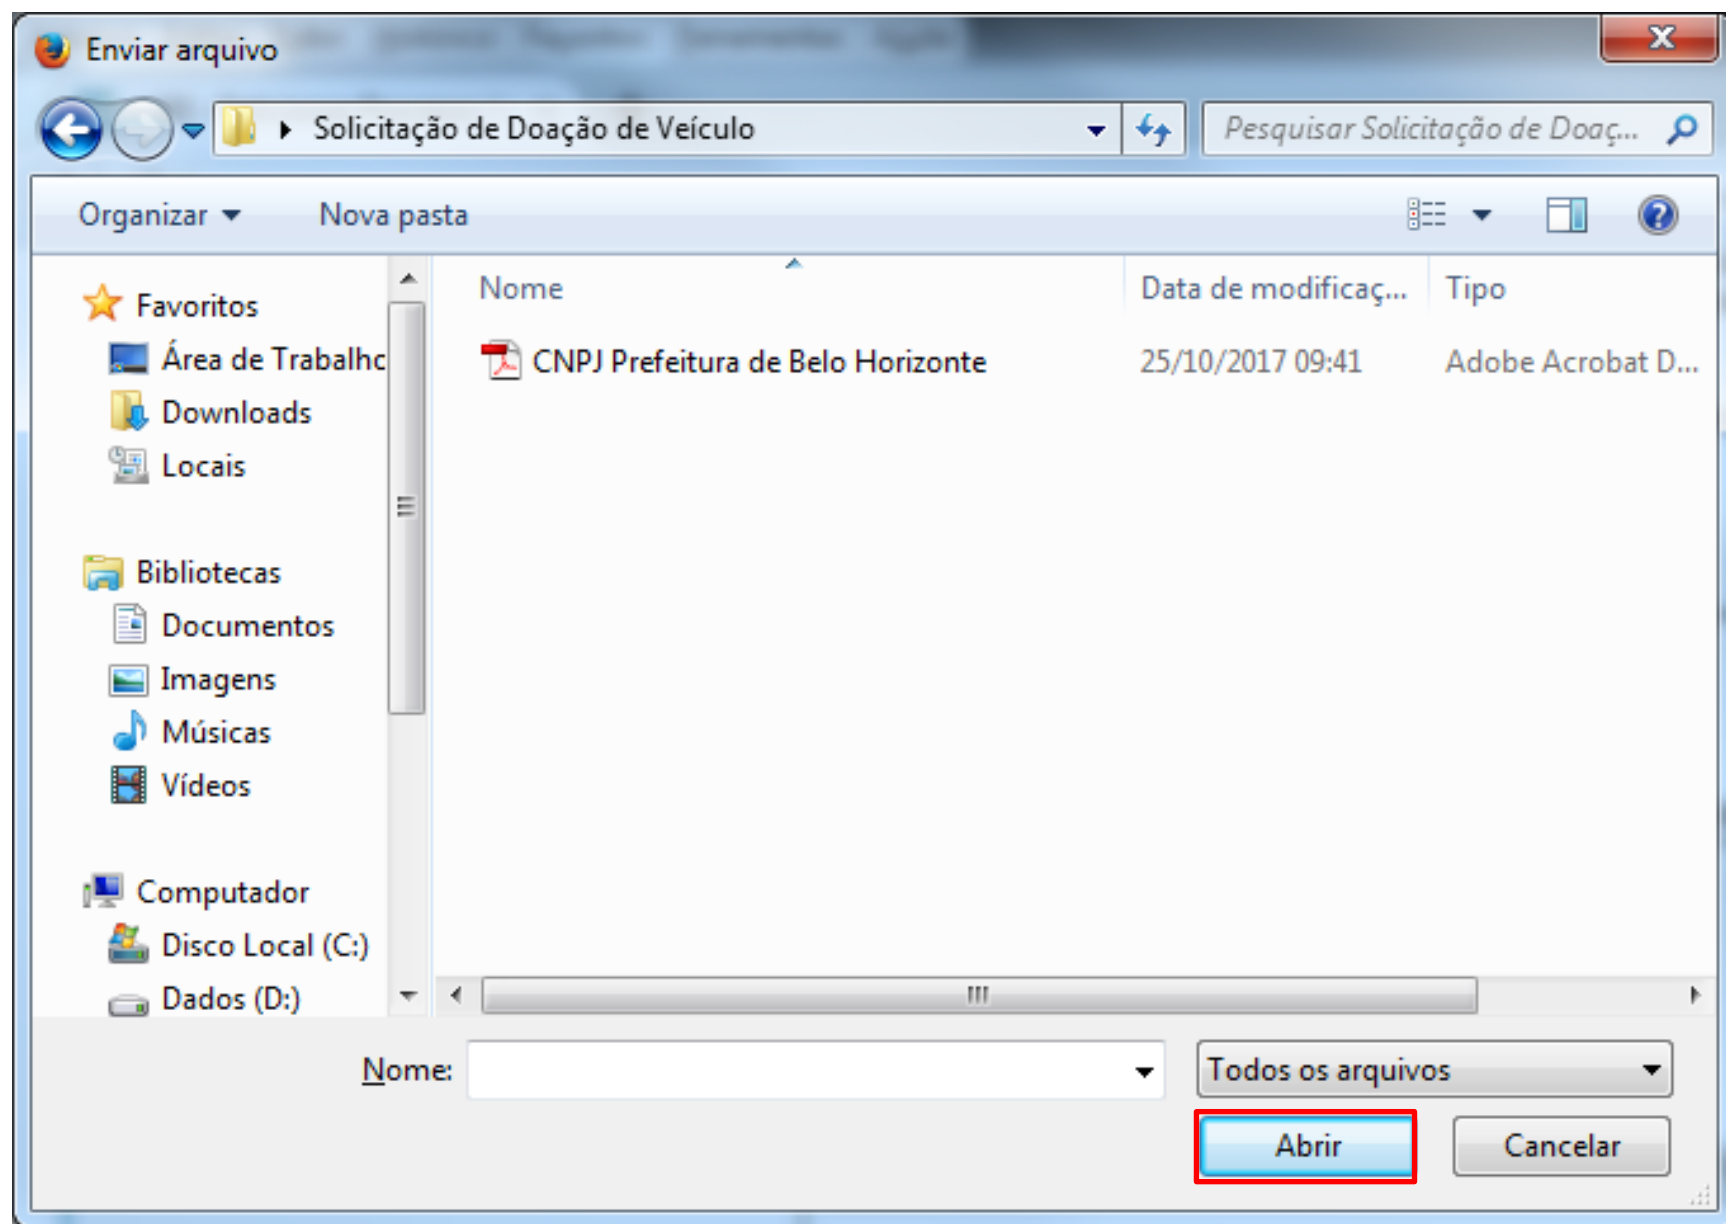 Enviar arquivo
Solicitação de Doação de Veículo
Pesquisar Solicitação de Doaç...
Organizar
Nova pasta
Nome
Data de modificaç...
Tipo
CNPJ Prefeitura de Belo Horizonte
25/10/2017 09:41
Adobe Acrobat D...
Favoritos
Área de Trabalho
Downloads
Locais
Bibliotecas
Documentos
Imagens
Músicas
Vídeos
Computador
Disco Local (C:)
Dados (D:)
Nome:
Todos os arquivos
Abrir
Cancelar